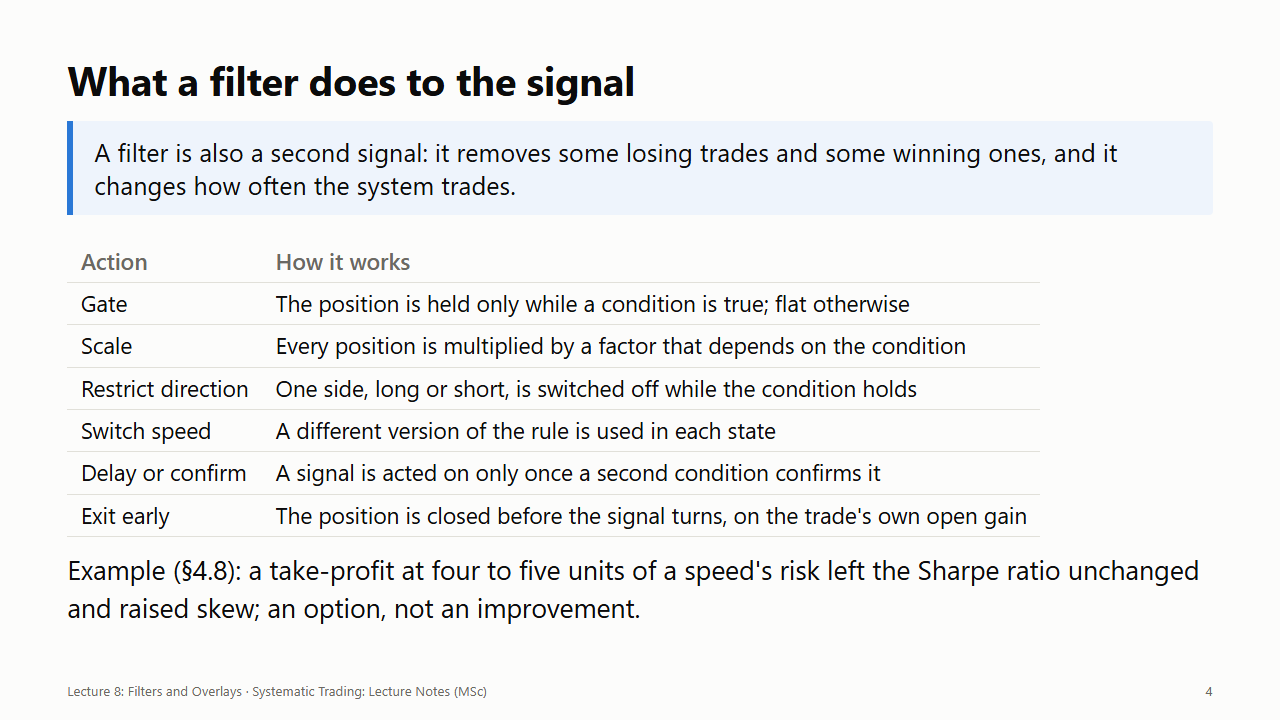 What a filter does to the signal
A filter is also a second signal: it removes some losing trades and some winning ones, and it
changes how often the system trades.
Action How it works
Gate The position is held only while a condition is true; flat otherwise
Scale Every position is multiplied by a factor that depends on the condition
Restrict direction One side, long or short, is switched off while the condition holds
Switch speed A different version of the rule is used in each state
Delay or confirm A signal is acted on only once a second condition confirms it
Exit early The position is closed before the signal turns, on the trade's own open gain
Example (§4.8): a take-profit at four to five units of a speed's risk left the Sharpe ratio unchanged
and raised skew; an option, not an improvement.
Lecture 8: Filters and Overlays · Systematic Trading: Lecture Notes (MSc) 4